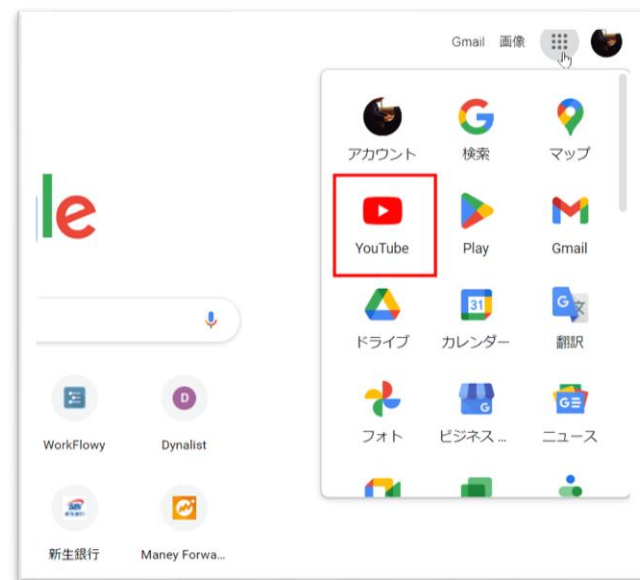 Gmail 画像
アカウント 検索 マップ
YouTube Play Gmail
31
ドライブ カレンダー 翻訳
フォト ビジネス ... ニュース
le
WorkFlowy Dynalist
D
新生銀行 Maney Forwa...